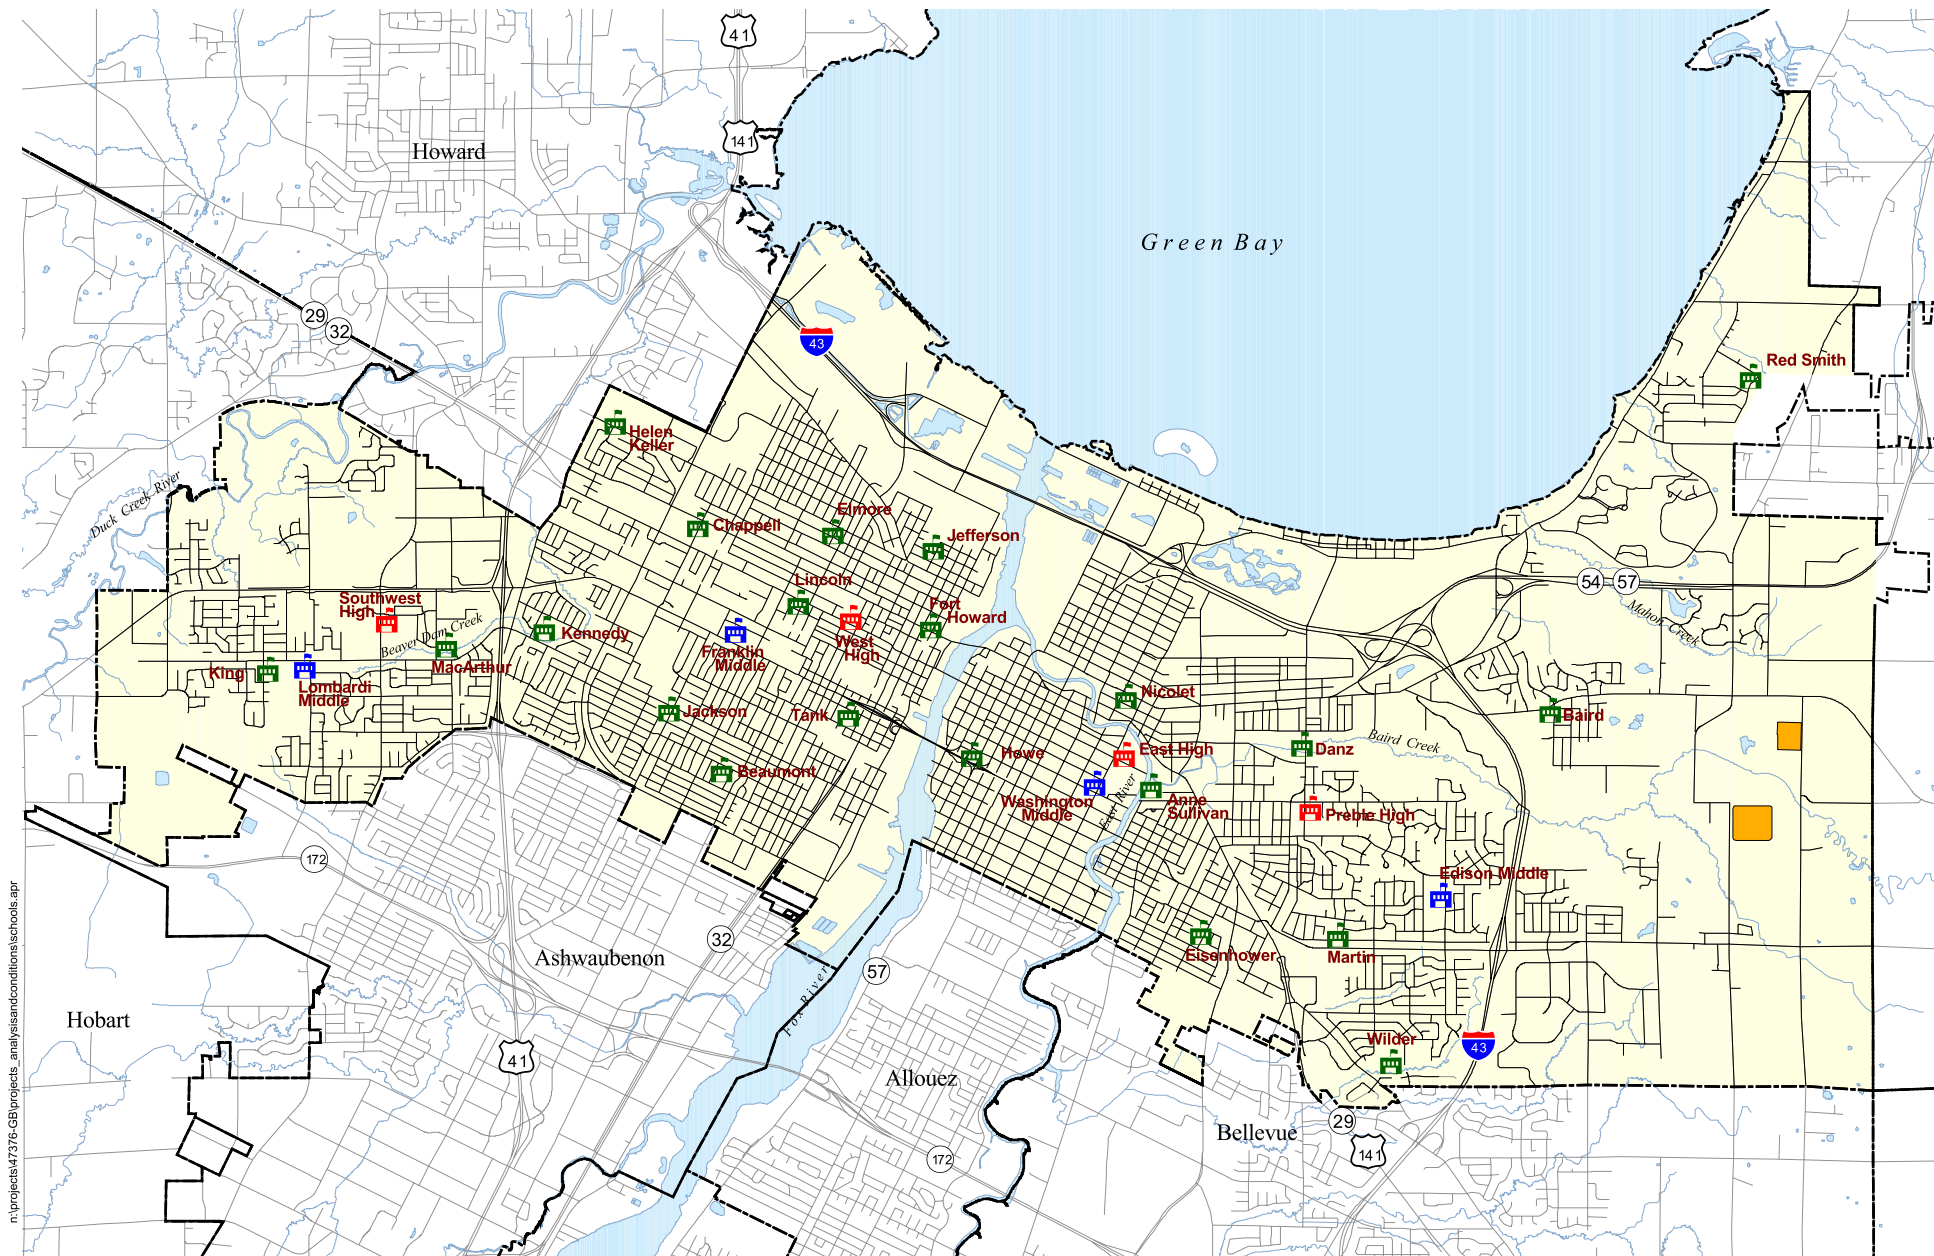 41
141
Howard
Green Bay
29
32
43
Red Smith
Helen
Keller
Duck Creek River
Chappell
Elmore
Jefferson
Lincoln
54
57
Mahon Creek
Southwest
High
Beaver Dam Creek
MacArthur
Kennedy
Franklin
Middle
West
High
Fort
Howard
King
Lombardi
Middle
Jackson
Tank
Nicolet
Baird
Baird Creek
Howe
East High
Danz
Beaumont
Washington
Middle
East River
Anne
Sullivan
Preble High
172
Edison Middle
32
Ashwaubenon
57
Eisenhower
Martin
Fox River
Hobart
41
Wilder
43
Allouez
Bellevue
29
141
172
n:\projects\47376-GB\projects_analysisandconditions\schools.apr